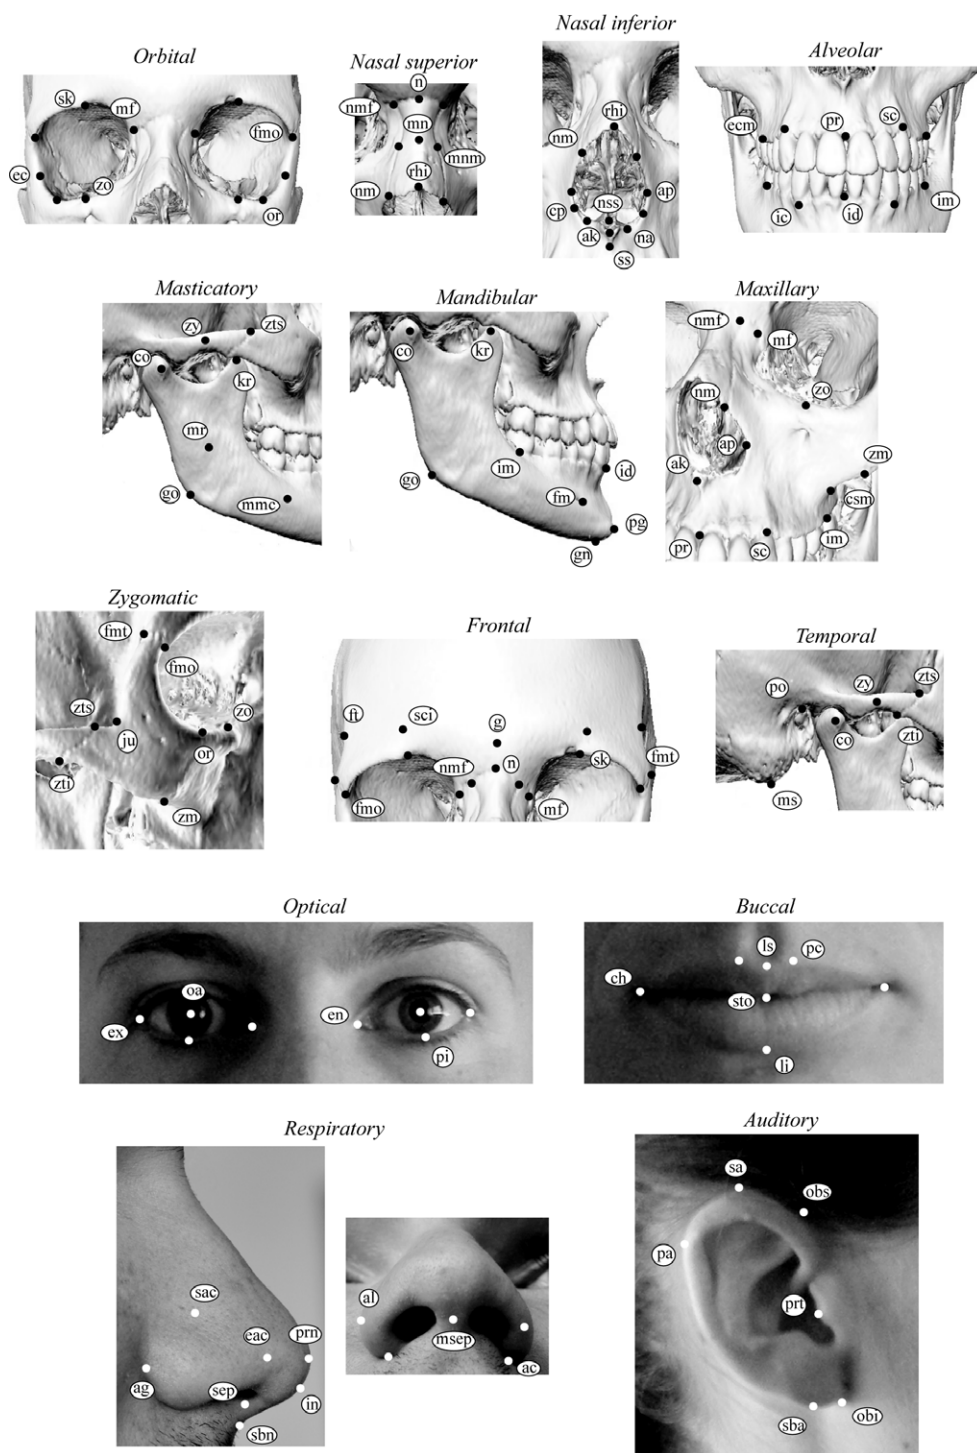 Orbital
sk
mf
fmo
ec
zo
or
Nasal superior
n
nmf
mn
mnm
rhi
nm
Nasal inferior
rhi
nm
nss
ap
cp
ak
na
ss
Alveolar
ecm
pr
sc
ic
id
im
Masticatory
zy
zts
co
kr
mr
go
mmc
Mandibular
co
kr
im
go
id
fm
pg
gn
Maxillary
nmf
mf
nm
zo
ap
zm
ak
csm
im
pr
sc
Zygomatic
fmt
fmo
zts
zo
ju
or
zti
zm
Frontal
ft
sci
g
nmf
n
sk
fmt
fmo
mf
Temporal
po
zy
zts
co
zti
ms
Optical
oa
ex
en
pi
Buccal
ls
pc
ch
sto
li
Respiratory
sac
eac
prn
ag
sep
in
sbn
al
msep
ac
Auditory
sa
obs
pa
prt
sba
obi